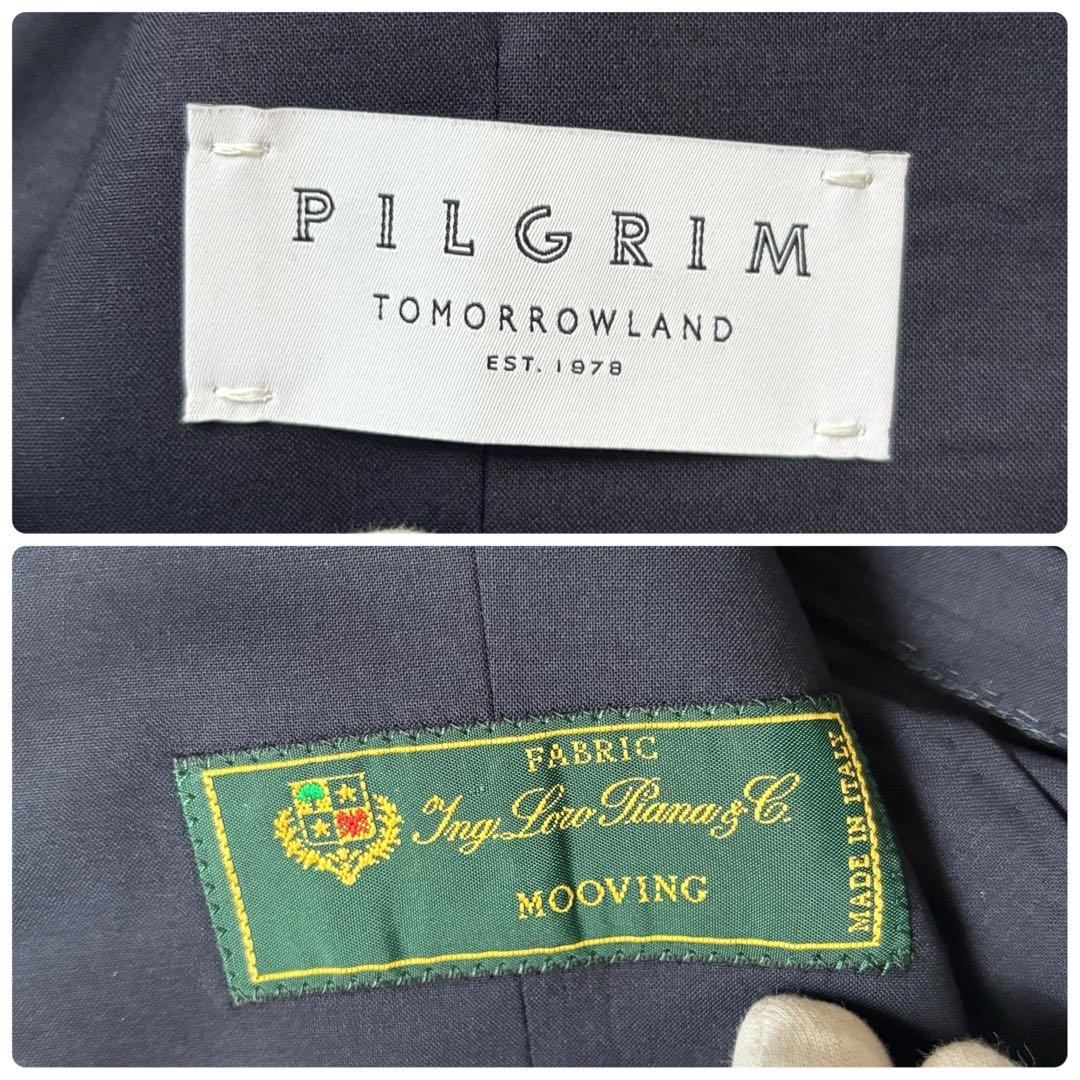 PILGRIM
TOMORROWLAND
EST. 1978
FABRIC
Ing. Loro Piana & C.
MOOVING
MADE IN ITALY